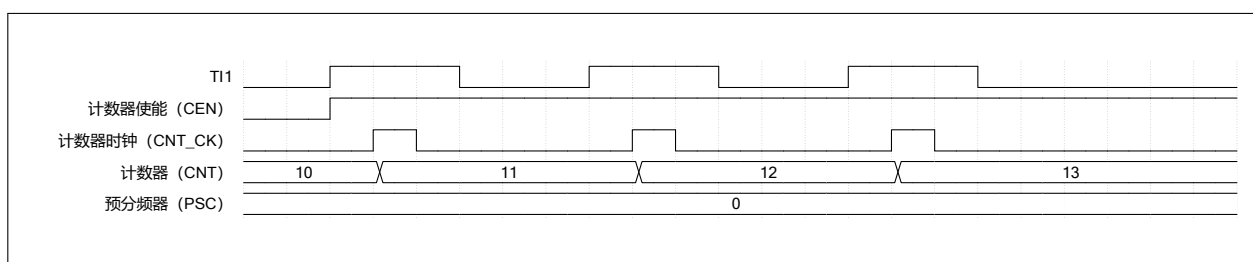 TI1
计数器使能（CEN）
计数器时钟（CNT_CK）
计数器（CNT） 10 11 12 13
预分频器（PSC） 0